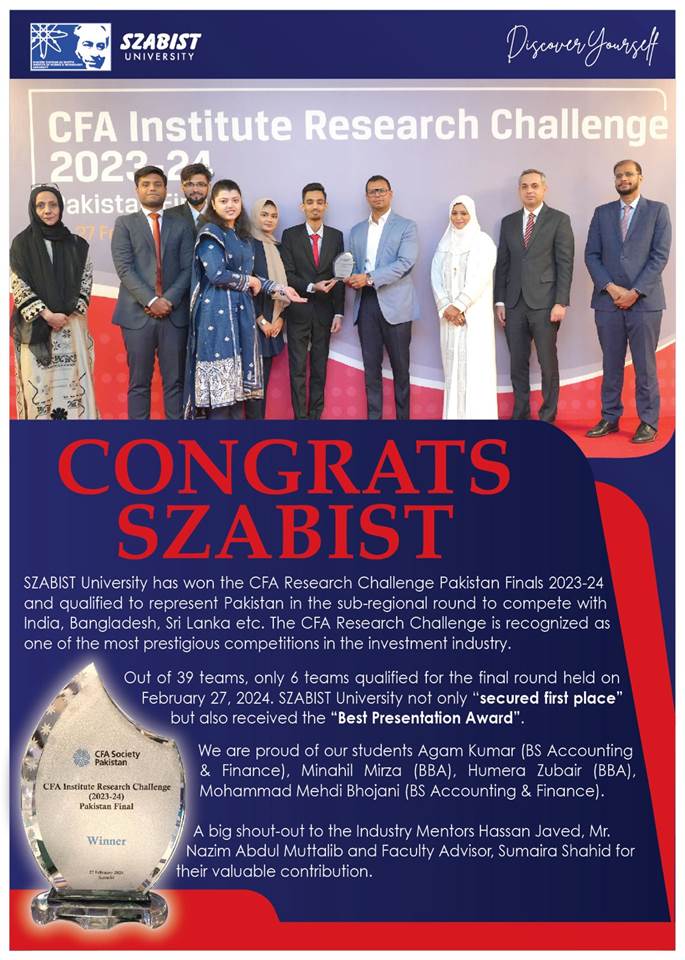 SZABIST
UNIVERSITY
Discover Yourself
CFA Institute Research Challenge
2023-24
Pakistan Fin
27 F
CONGRATS
SZABIST
SZABIST University has won the CFA Research Challenge Pakistan Finals 2023-24
and qualified to represent Pakistan in the sub-regional round to compete with
India, Bangladesh, Sri Lanka etc. The CFA Research Challenge is recognized as
one of the most prestigious competitions in the investment industry.
Out of 39 teams, only 6 teams qualified for the final round held on
February 27, 2024. SZABIST University not only “secured first place”
but also received the “Best Presentation Award”.
We are proud of our students Agam Kumar (BS Accounting
& Finance), Minahil Mirza (BBA), Humera Zubair (BBA),
Mohammad Mehdi Bhojani (BS Accounting & Finance).
A big shout-out to the Industry Mentors Hassan Javed, Mr.
Nazim Abdul Muttalib and Faculty Advisor, Sumaira Shahid for
their valuable contribution.
CFA Society
Pakistan
CFA Institute Research Challenge
(2023-24)
Pakistan Final
Winner
27 February 2024